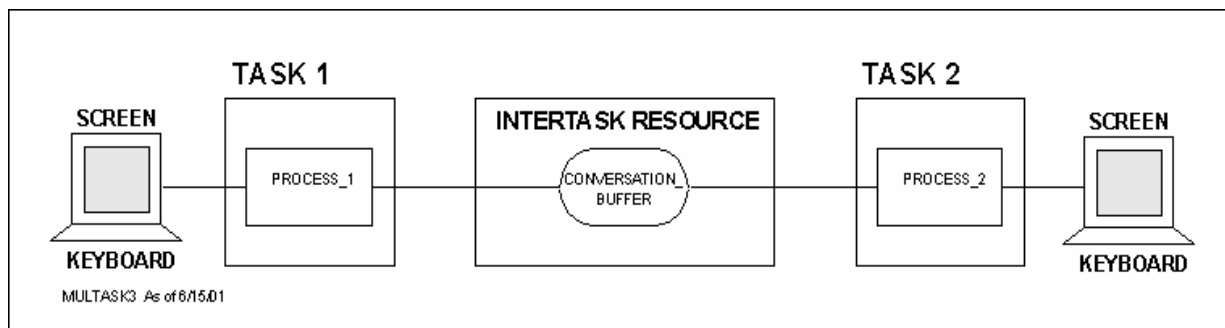 TASK 1
TASK 2
SCREEN
INTERTASK RESOURCE
SCREEN
PROCESS_1
CONVERSATION_
BUFFER
PROCESS_2
KEYBOARD
KEYBOARD
MULTASK3 As of 6/15/01